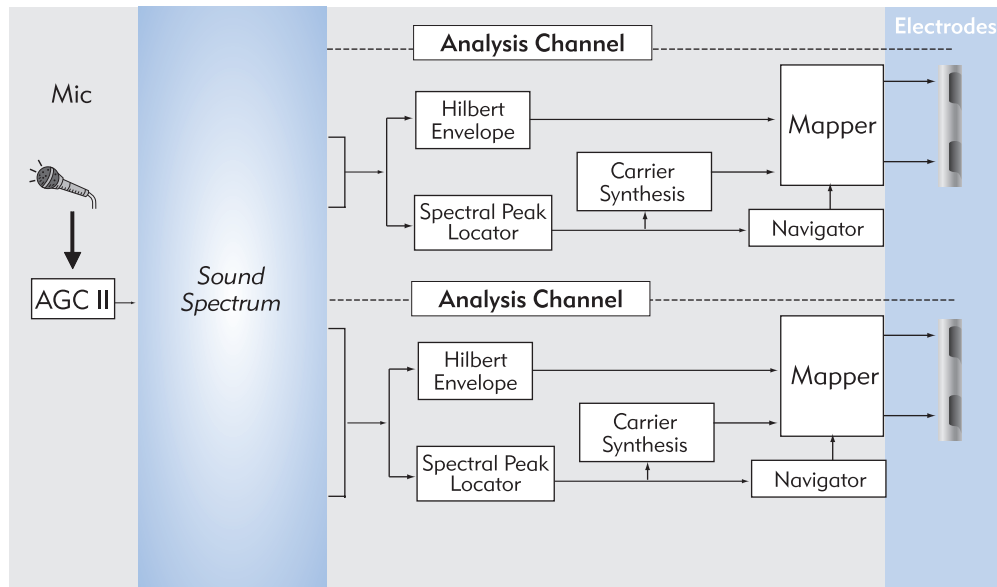 Electrodes
Analysis Channel
Mic
Hilbert
Envelope
Mapper
Carrier
Synthesis
Spectral Peak
Locator
Navigator
AGC II
Sound
Spectrum
Analysis Channel
Hilbert
Envelope
Mapper
Carrier
Synthesis
Spectral Peak
Locator
Navigator